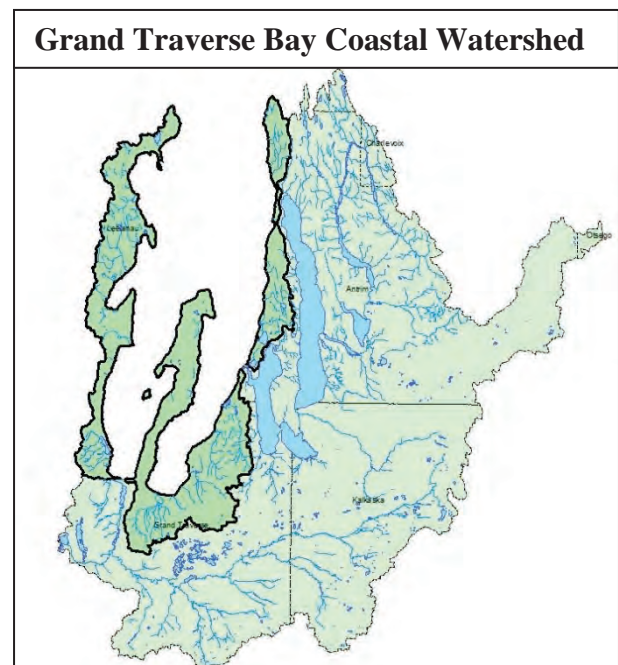 Grand Traverse Bay Coastal Watershed
Charlevoix
Leelanau
Otsego
Antrim
Kalkaska
Grand Traverse